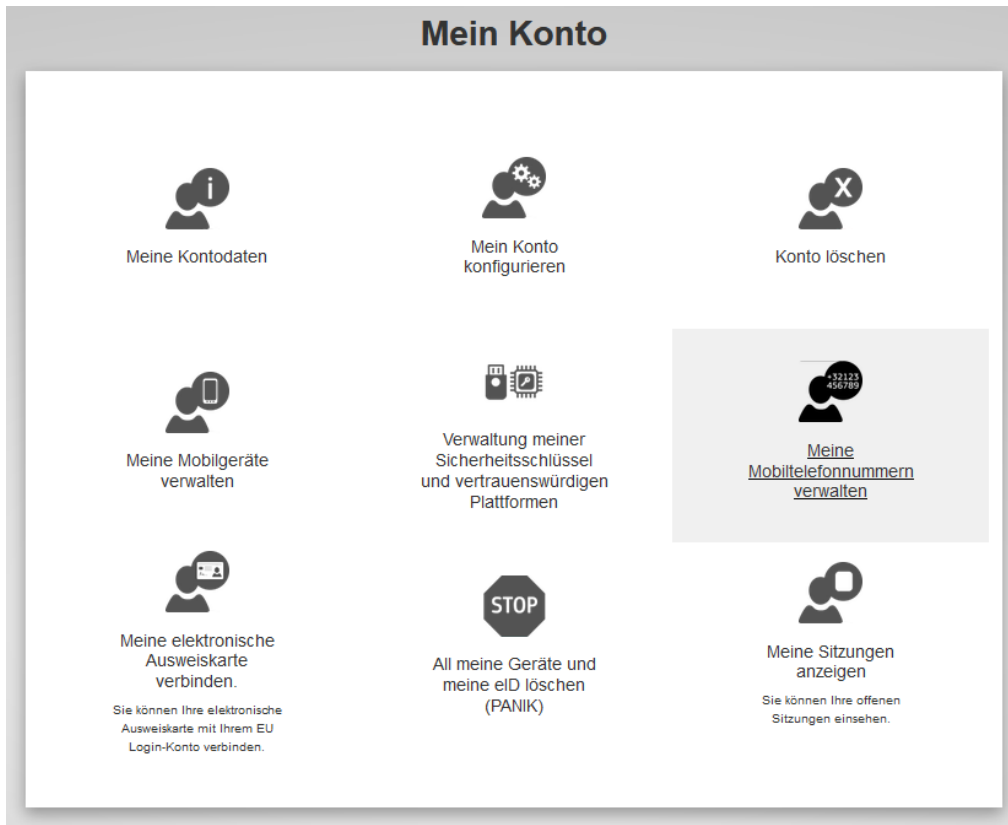 Mein Konto
i
Meine Kontodaten
Mein Konto
konfigurieren
X
Konto löschen
Meine Mobilgeräte
verwalten
Verwaltung meiner
Sicherheitsschlüssel
und vertrauenswürdigen
Plattformen
+32123
456789
Meine
Mobiltelefonnummern
verwalten
Meine elektronische
Ausweiskarte
verbinden.
Sie können Ihre elektronische
Ausweiskarte mit Ihrem EU
Login-Konto verbinden.
STOP
All meine Geräte und
meine eID löschen
(PANIK)
Meine Sitzungen
anzeigen
Sie können Ihre offenen
Sitzungen einsehen.